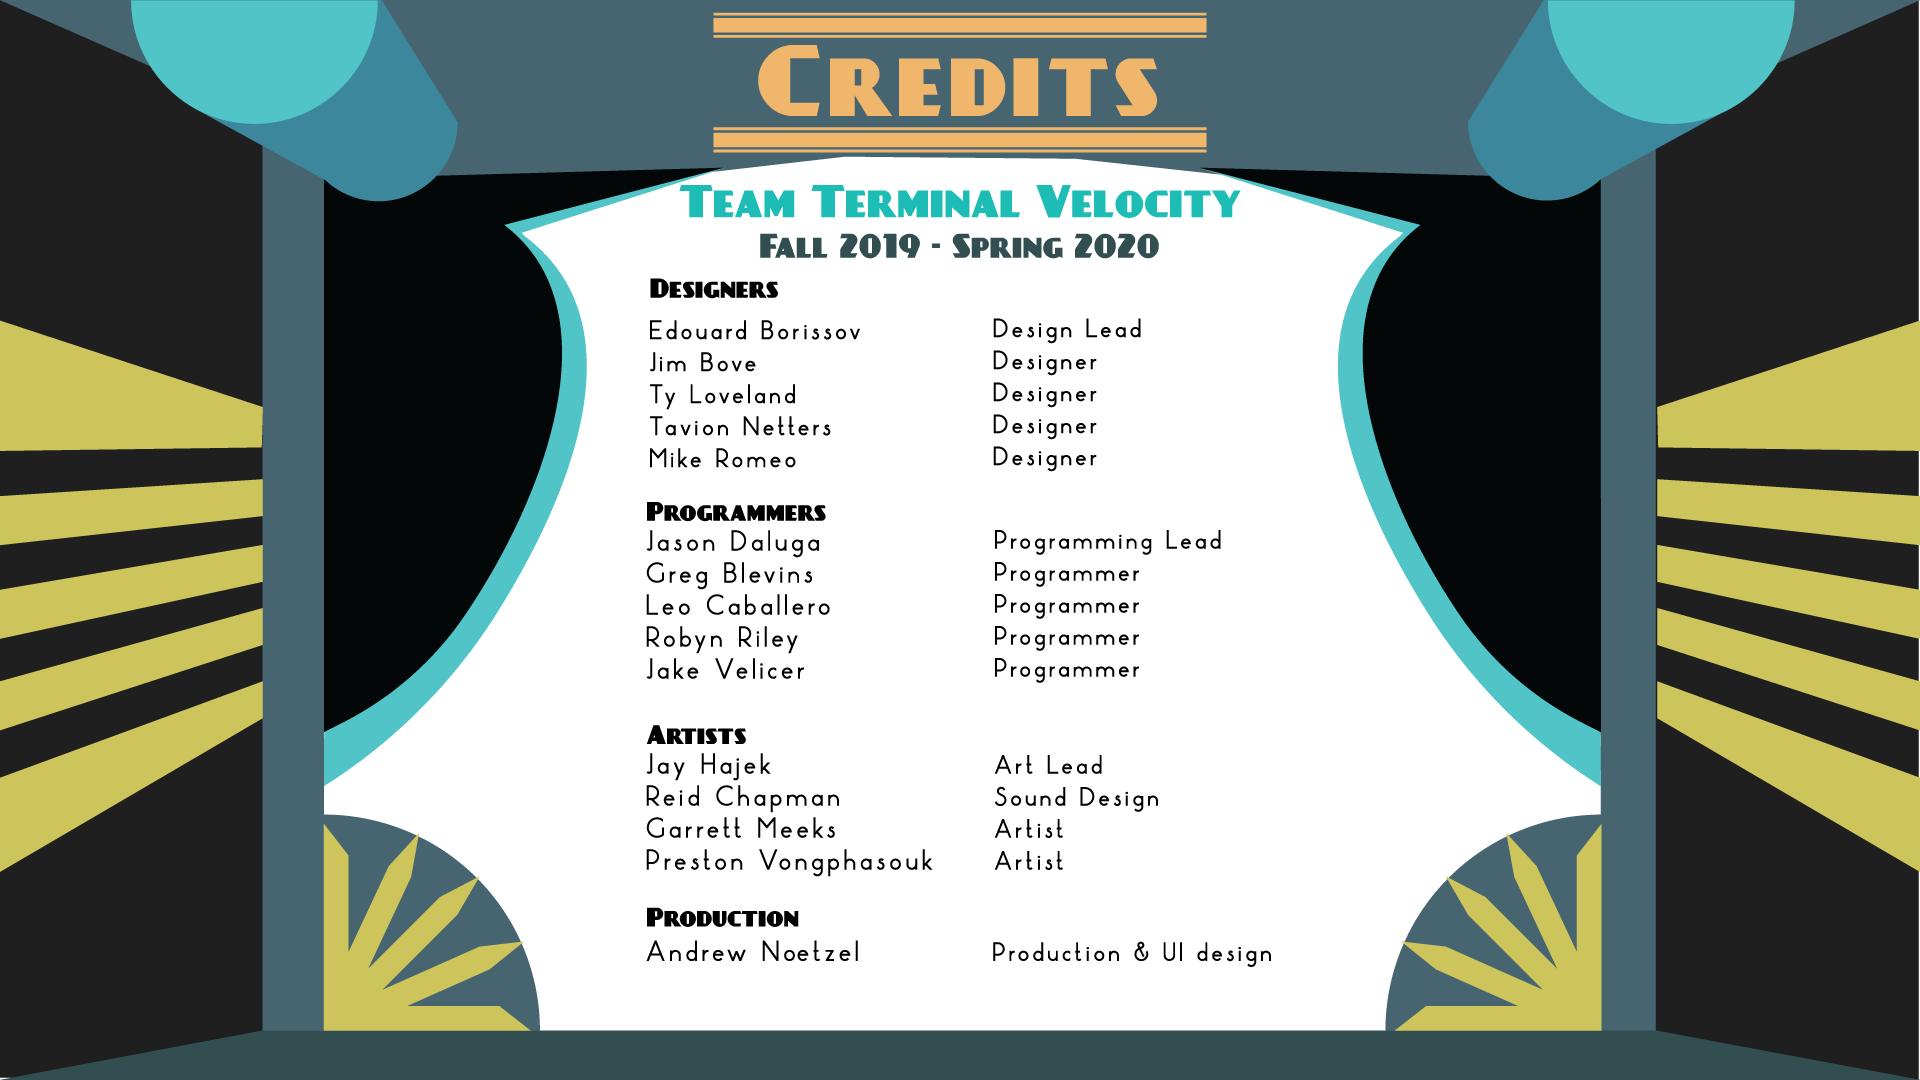 Credits
Team Terminal Velocity
Fall 2019 - Spring 2020
Designers
Edouard Borissov Design Lead
Jim Bove Designer
Ty Loveland Designer
Tavion Netters Designer
Mike Romeo Designer
Programmers
Jason Daluga Programming Lead
Greg Blevins Programmer
Leo Caballero Programmer
Robyn Riley Programmer
Jake Velicer Programmer
Artists
Jay Hajek Art Lead
Reid Chapman Sound Design
Garrett Meeks Artist
Preston Vongphasouk Artist
Production
Andrew Noetzel Production & UI design